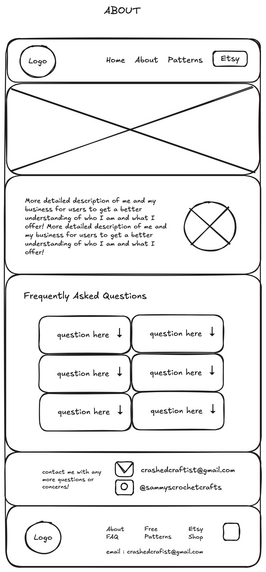 ABOUT
Logo
Home About Patterns Etsy
More detailed description of me and my
business for users to get a better
understanding of who I am and what I
offer! More detailed description of me and
my business for users to get a better
understanding of who I am and what I
offer!
Frequently Asked Questions
question here ↓ question here ↓
question here ↓ question here ↓
question here ↓ question here ↓
contact me with any
more questions or
concerns!
crashedcraftist@gmail.com
@sammyscrochetcrafts
Logo
About Free Etsy
FAQ Patterns Shop
email : crashedcraftist@gmail.com